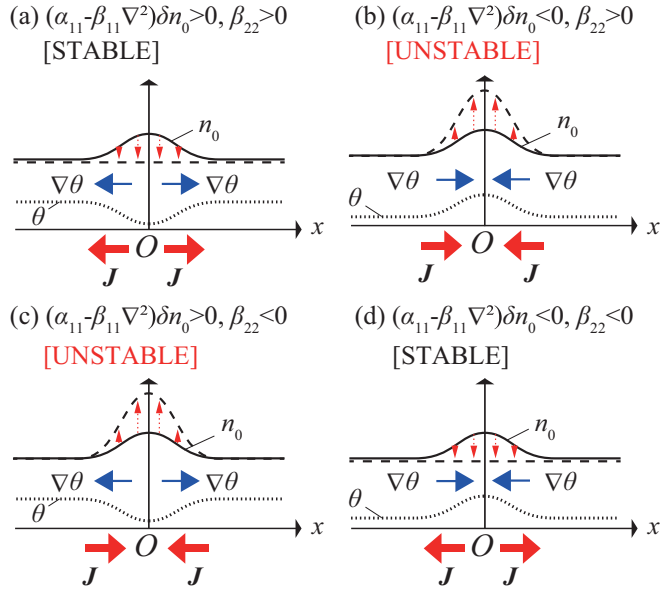 (a) (α₁₁-β₁₁∇²)δn₀>0, β₂₂>0
[STABLE]
n₀
∇θ ∇θ
θ
x
O
J J
(b) (α₁₁-β₁₁∇²)δn₀<0, β₂₂>0
[UNSTABLE]
n₀
∇θ ∇θ
θ
x
O
J J
(c) (α₁₁-β₁₁∇²)δn₀>0, β₂₂<0
[UNSTABLE]
n₀
∇θ ∇θ
θ
x
O
J J
(d) (α₁₁-β₁₁∇²)δn₀<0, β₂₂<0
[STABLE]
n₀
∇θ ∇θ
θ
x
O
J J